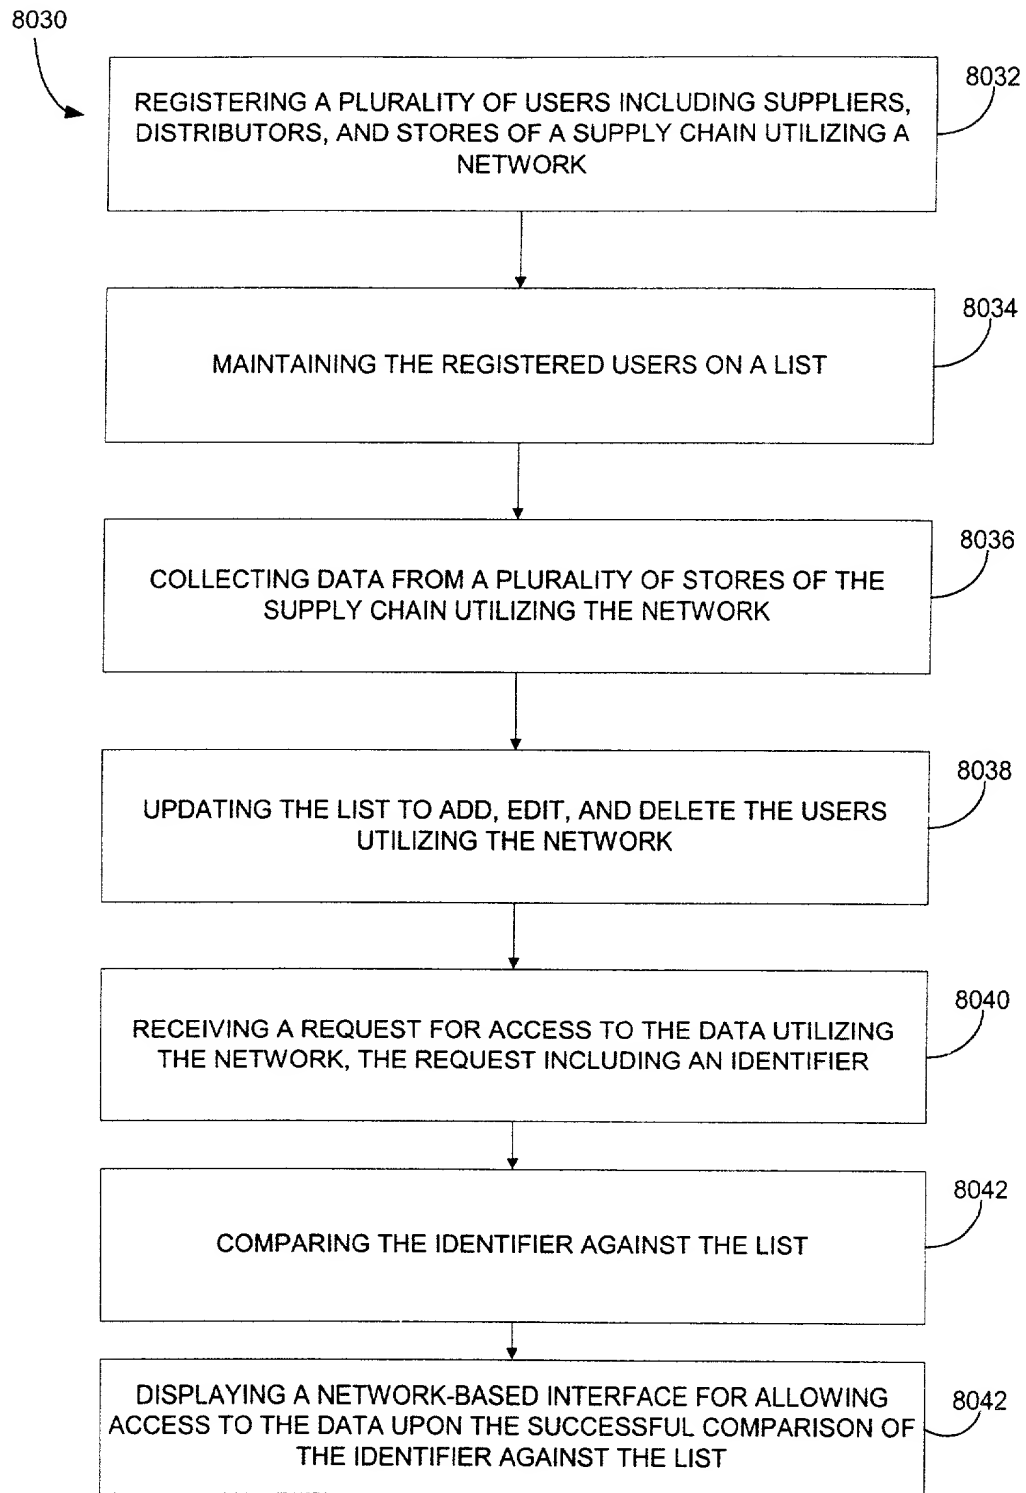 8030
8032
REGISTERING A PLURALITY OF USERS INCLUDING SUPPLIERS,
DISTRIBUTORS, AND STORES OF A SUPPLY CHAIN UTILIZING A
NETWORK
8034
MAINTAINING THE REGISTERED USERS ON A LIST
8036
COLLECTING DATA FROM A PLURALITY OF STORES OF THE
SUPPLY CHAIN UTILIZING THE NETWORK
8038
UPDATING THE LIST TO ADD, EDIT, AND DELETE THE USERS
UTILIZING THE NETWORK
8040
RECEIVING A REQUEST FOR ACCESS TO THE DATA UTILIZING
THE NETWORK, THE REQUEST INCLUDING AN IDENTIFIER
8042
COMPARING THE IDENTIFIER AGAINST THE LIST
8042
DISPLAYING A NETWORK-BASED INTERFACE FOR ALLOWING
ACCESS TO THE DATA UPON THE SUCCESSFUL COMPARISON OF
THE IDENTIFIER AGAINST THE LIST